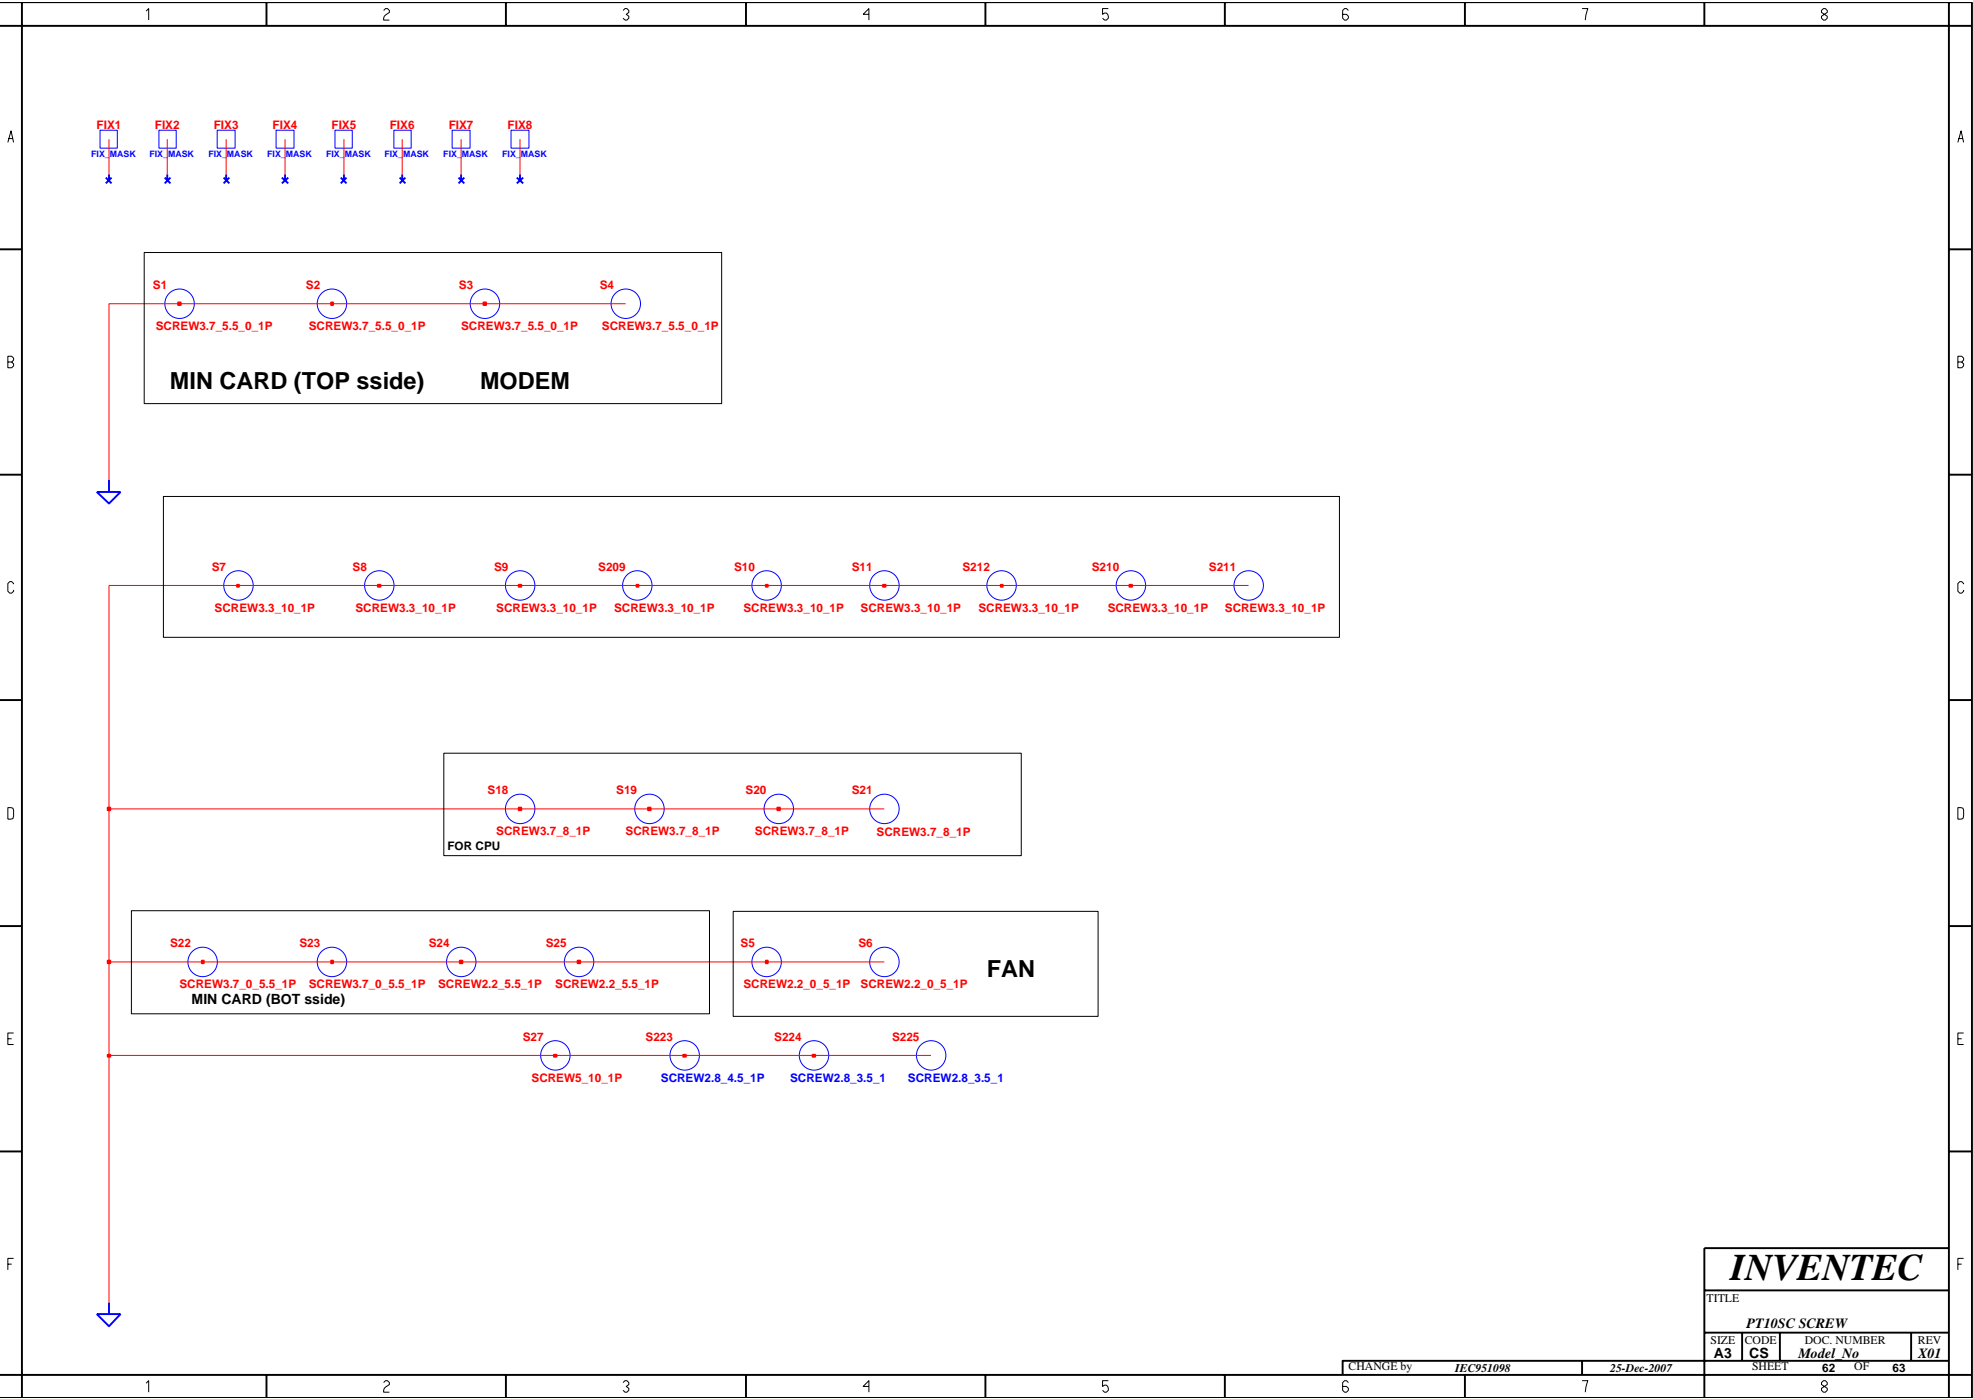 1 2 3 4 5 6 7 8
A A
FIX1 FIX2 FIX3 FIX4 FIX5 FIX6 FIX7 FIX8
FIX_MASK FIX_MASK FIX_MASK FIX_MASK FIX_MASK FIX_MASK FIX_MASK FIX_MASK
S1 S2 S3 S4
SCREW3.7_5.5_0_1P SCREW3.7_5.5_0_1P SCREW3.7_5.5_0_1P SCREW3.7_5.5_0_1P
B B
MIN CARD (TOP sside) MODEM
S7 S8 S9 S209 S10 S11 S212 S210 S211
C C
SCREW3.3_10_1P SCREW3.3_10_1P SCREW3.3_10_1P SCREW3.3_10_1P SCREW3.3_10_1P SCREW3.3_10_1P SCREW3.3_10_1P SCREW3.3_10_1P SCREW3.3_10_1P
S18 S19 S20 S21
D D
SCREW3.7_8_1P SCREW3.7_8_1P SCREW3.7_8_1P SCREW3.7_8_1P
FOR CPU
S22 S23 S24 S25 S5 S6
FAN
SCREW3.7_0_5.5_1P SCREW3.7_0_5.5_1P SCREW2.2_5.5_1P SCREW2.2_5.5_1P SCREW2.2_0_5_1P SCREW2.2_0_5_1P
MIN CARD (BOT sside)
S27 S223 S224 S225
E E
SCREW5_10_1P SCREW2.8_4.5_1P SCREW2.8_3.5_1 SCREW2.8_3.5_1
F F
INVENTEC
TITLE
PT10SC SCREW
SIZE CODE DOC. NUMBER REV
A3 CS Model_No X01
CHANGE by IEC951098 25-Dec-2007 SHEET 62 OF 63
1 2 3 4 5 6 7 8